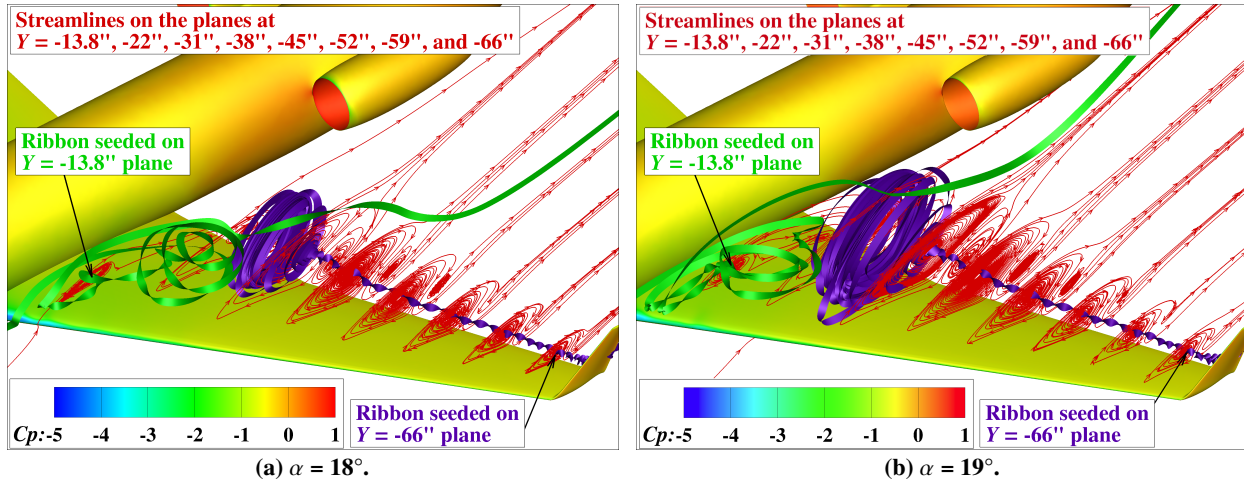 Streamlines on the planes at
Y = -13.8", -22", -31", -38", -45", -52", -59", and -66"
Ribbon seeded on
Y = -13.8" plane
Cp:-5 -4 -3 -2 -1 0 1
Ribbon seeded on
Y = -66" plane
(a) α = 18°.
Streamlines on the planes at
Y = -13.8", -22", -31", -38", -45", -52", -59", and -66"
Ribbon seeded on
Y = -13.8" plane
Cp:-5 -4 -3 -2 -1 0 1
Ribbon seeded on
Y = -66" plane
(b) α = 19°.